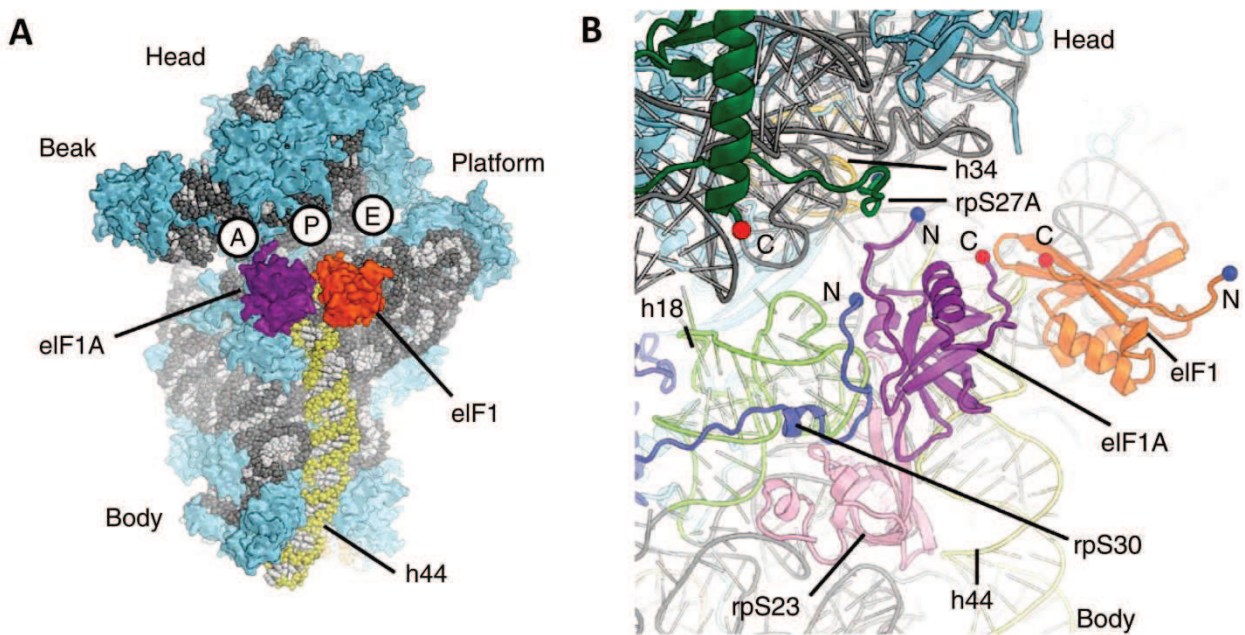 A
Head
Beak
Platform
A
P
E
eIF1A
eIF1
Body
h44
B
Head
h34
rpS27A
C
N
C
C
N
N
h18
eIF1
eIF1A
rpS30
rpS23
h44
Body